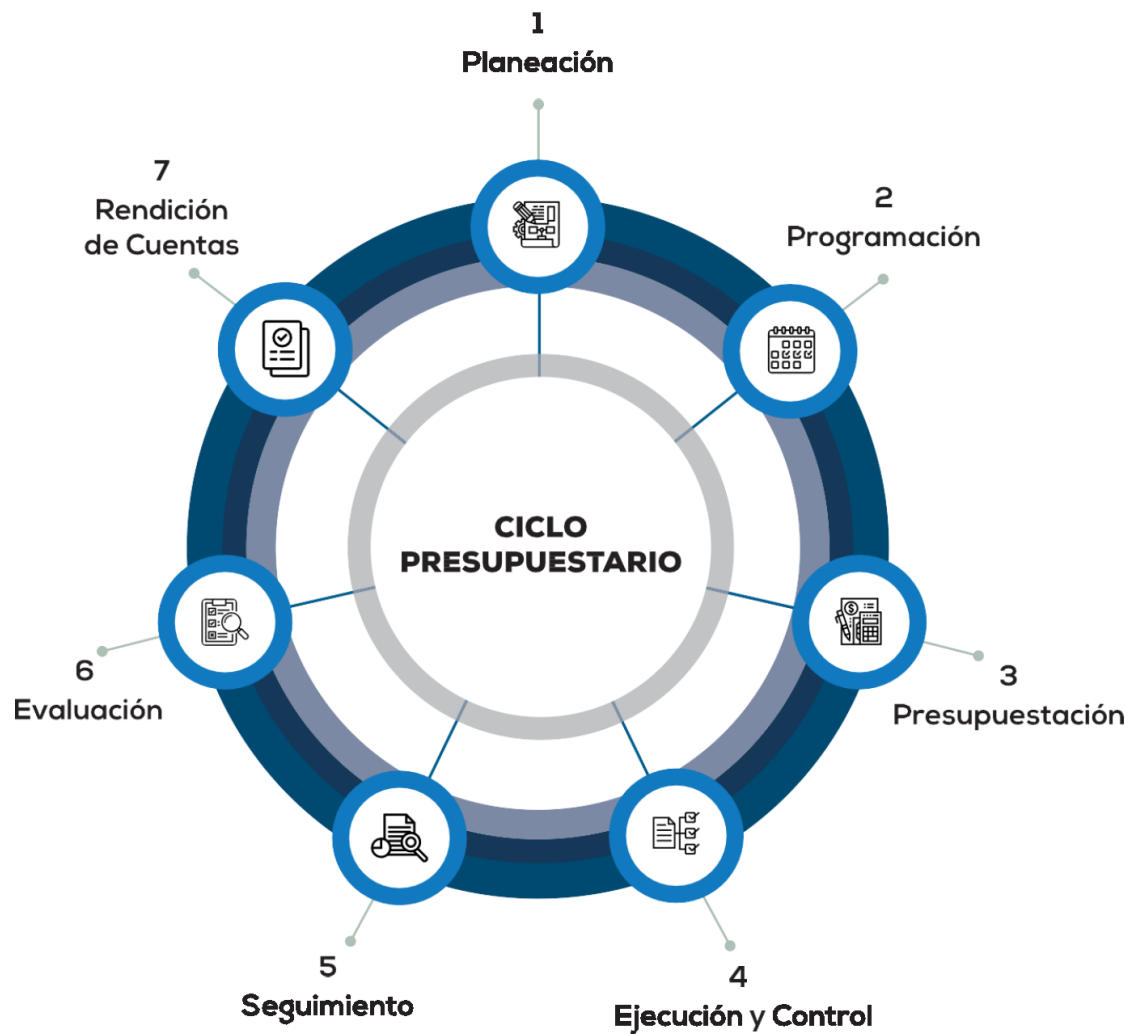 1
Planeación
2
Programación
3
Presupuestación
4
Ejecución y Control
5
Seguimiento
6
Evaluación
7
Rendición
de Cuentas
CICLO
PRESUPUESTARIO